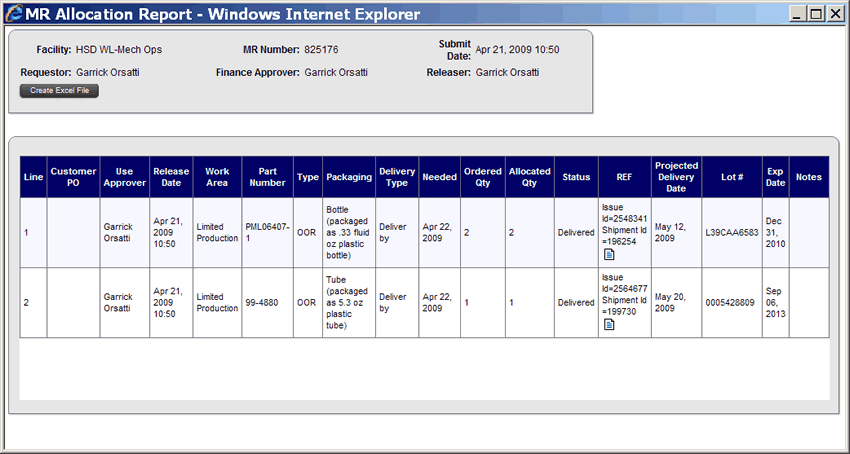 MR Allocation Report - Windows Internet Explorer
Facility: HSD WL-Mech Ops MR Number: 825176 Submit Date: Apr 21, 2009 10:50
Requestor: Garrick Orsatti Finance Approver: Garrick Orsatti Releaser: Garrick Orsatti
Create Excel File
Line Customer PO Use Approver Release Date Work Area Part Number Type Packaging Delivery Type Needed Ordered Qty Allocated Qty Status REF Projected Delivery Date Lot # Exp Date Notes
1 Garrick Orsatti Apr 21, 2009 10:50 Limited Production PML06407-1 OOR Bottle (packaged as .33 fluid oz plastic bottle) Deliver by Apr 22, 2009 2 2 Delivered Issue Id=2548341 Shipment Id =196254 May 12, 2009 L39CAA6583 Dec 31, 2010
2 Garrick Orsatti Apr 21, 2009 10:50 Limited Production 99-4880 OOR Tube (packaged as 5.3 oz plastic tube) Deliver by Apr 22, 2009 1 1 Delivered Issue Id=2564677 Shipment Id =199730 May 20, 2009 0005428809 Sep 06, 2013